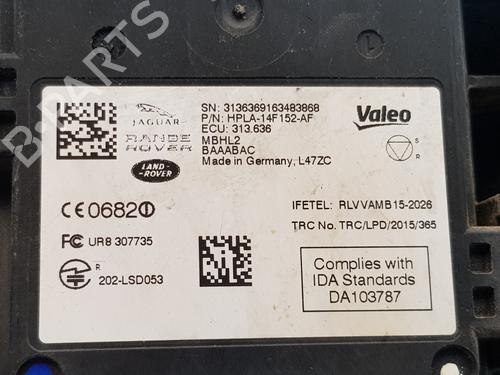 B-PARTS
SN: 3136369163483868
P/N: HPLA-14F152-AF
ECU: 313.636
MBHL2
BAAABAC
Made in Germany, L47ZC
JAGUAR
RANGE
ROVER
LAND-
ROVER
Valeo
S
R
CE0682
IFETEL: RLVVAMB15-2026
TRC No. TRC/LPD/2015/365
FC UR8 307735
R
202-LSD053
Complies with
IDA Standards
DA103787